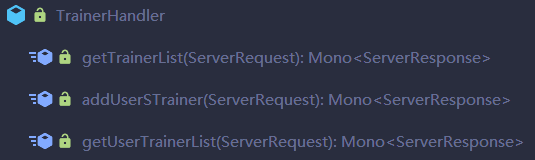 TrainerHandler
getTrainerList(ServerRequest): Mono<ServerResponse>
addUserSTrainer(ServerRequest): Mono<ServerResponse>
getUserTrainerList(ServerRequest): Mono<ServerResponse>